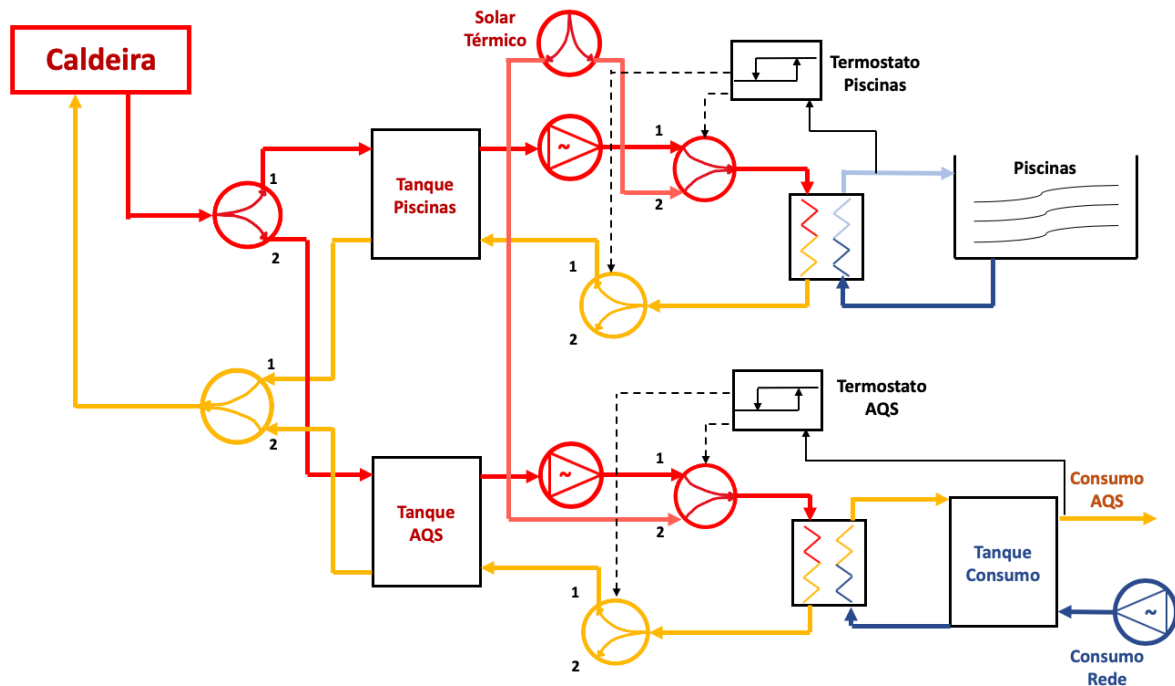 Solar
Térmico
Caldeira
Termostato
Piscinas
1
1
2
Tanque
Piscinas
2
Piscinas
1
2
1
2
Termostato
AQS
1
2
Tanque
AQS
Consumo
AQS
Tanque
Consumo
1
2
~
~
~
Consumo
Rede